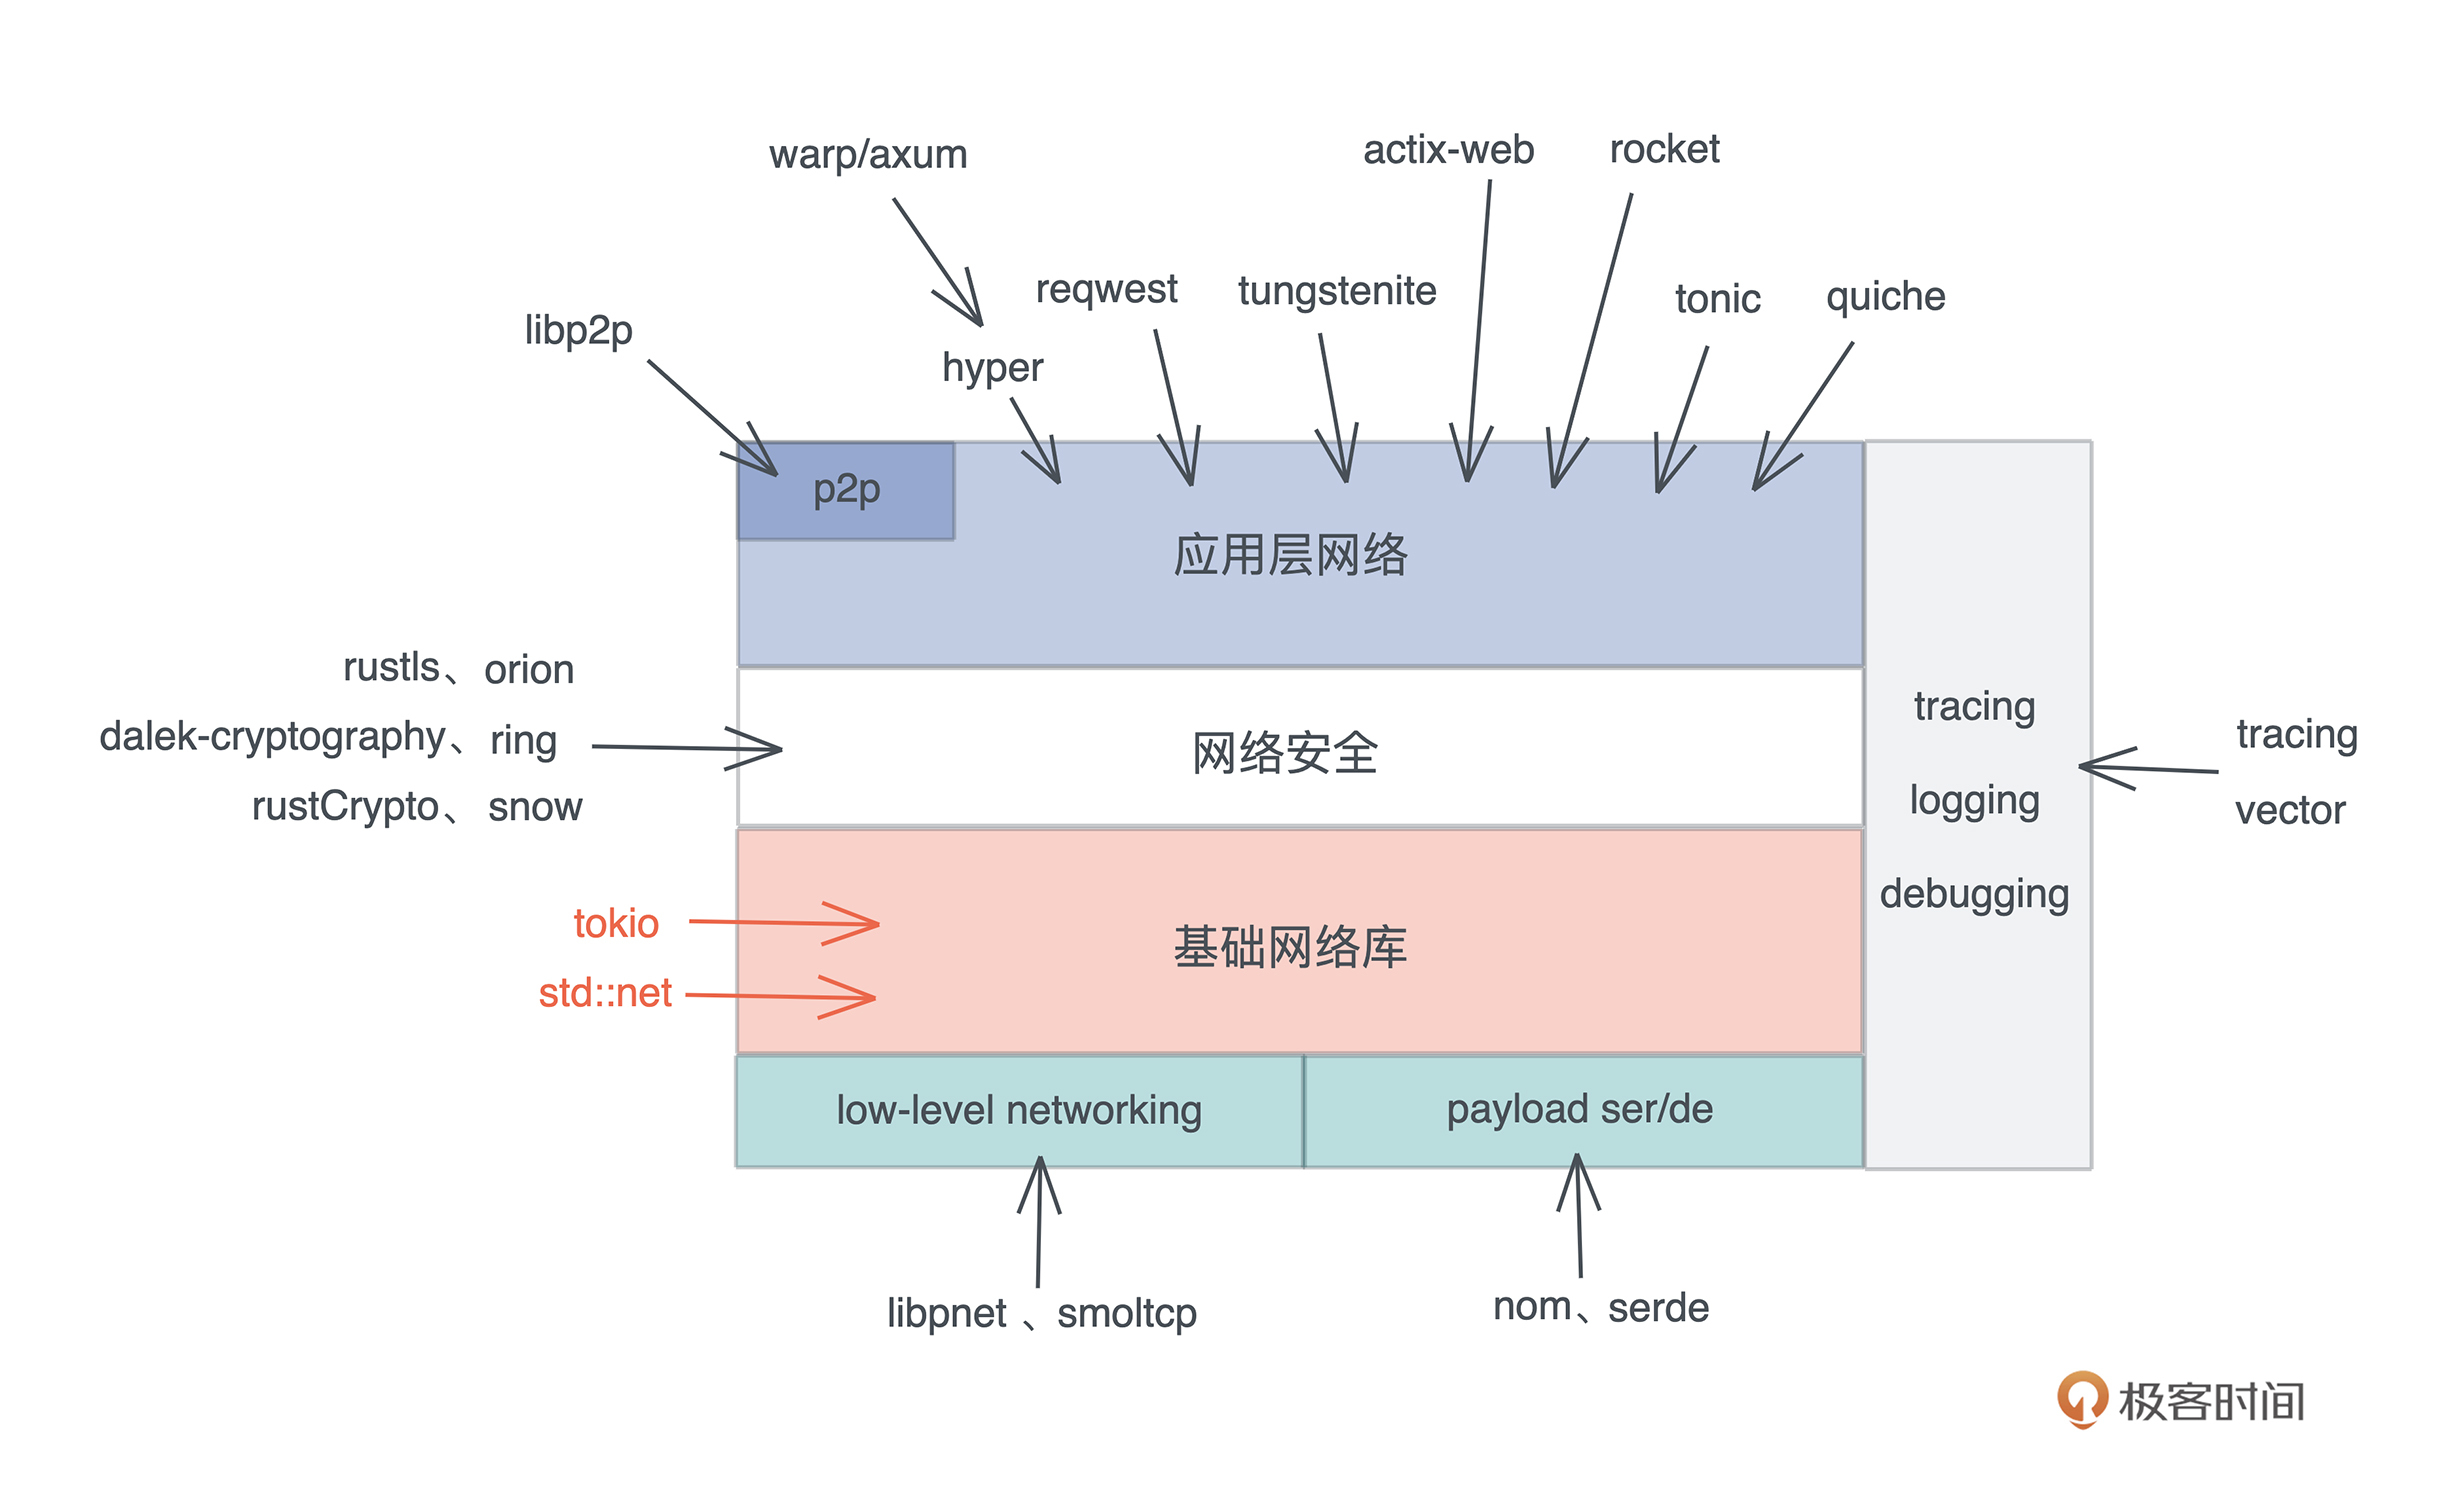 warp/axum
actix-web
rocket
libp2p
hyper
reqwest
tungstenite
tonic
quiche
p2p
应用层网络
rustls、orion
dalek-cryptography、ring
rustCrypto、snow
网络安全
tracing
logging
debugging
tracing
vector
tokio
std::net
基础网络库
low-level networking
payload ser/de
libpnet 、smoltcp
nom、serde
极客时间